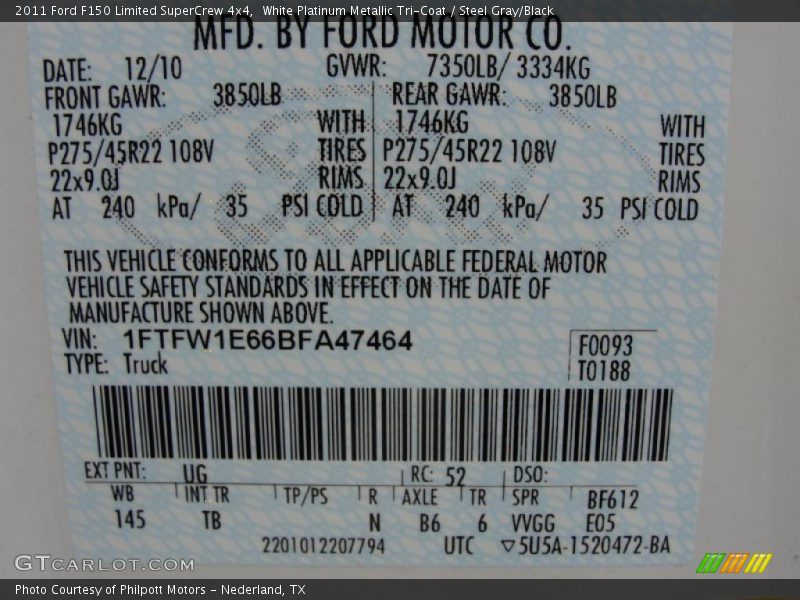 2011 Ford F150 Limited SuperCrew 4x4,  White Platinum Metallic Tri-Coat / Steel Gray/Black
MFD. BY FORD MOTOR CO.
DATE: 12/10 GVWR: 7350LB/ 3334KG
FRONT GAWR: 3850LB REAR GAWR: 3850LB
1746KG WITH 1746KG WITH
P275/45R22 108V TIRES P275/45R22 108V TIRES
22x9.0J RIMS 22x9.0J RIMS
AT 240 kPa/ 35 PSI COLD AT 240 kPa/ 35 PSI COLD
THIS VEHICLE CONFORMS TO ALL APPLICABLE FEDERAL MOTOR
VEHICLE SAFETY STANDARDS IN EFFECT ON THE DATE OF
MANUFACTURE SHOWN ABOVE.
VIN: 1FTFW1E66BFA47464 F0093
TYPE: Truck T0188
EXT PNT: UG RC: 52 DSO:
WB INT TR TP/PS R AXLE TR SPR BF612
145 TB N B6 6 VVGG E05
2201012207794 UTC ▽5U5A-1520472-BA
GTCARLOT.COM
Photo Courtesy of Philpott Motors - Nederland, TX